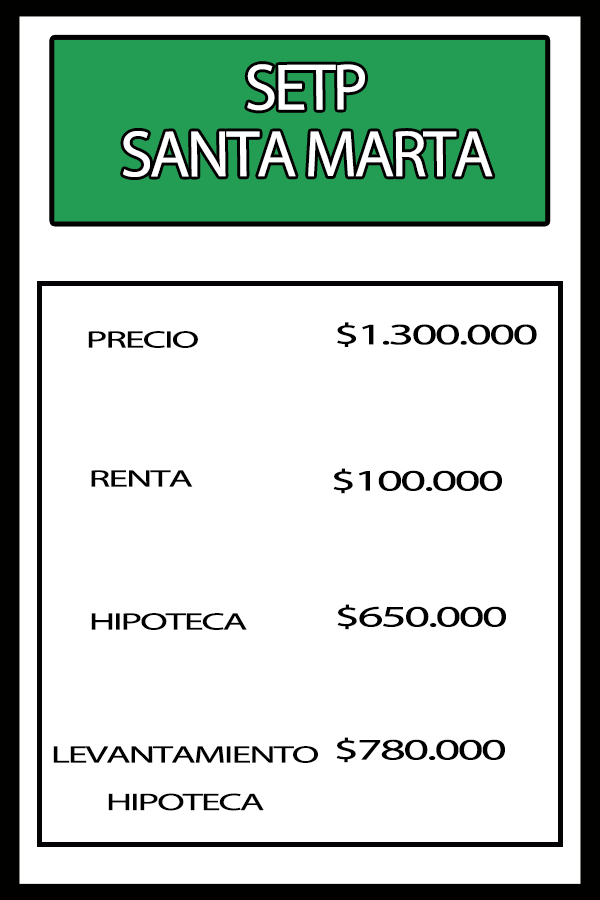 SETP
SANTA MARTA
PRECIO $1.300.000
RENTA $100.000
HIPOTECA $650.000
LEVANTAMIENTO $780.000
HIPOTECA